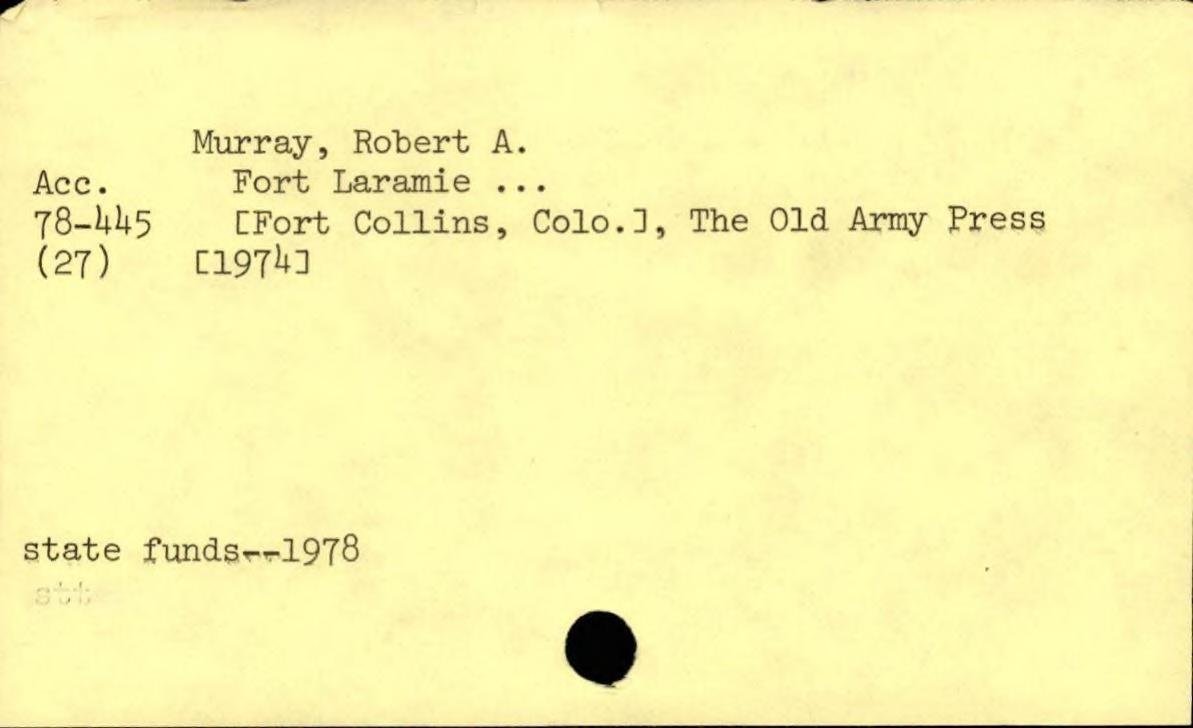 Murray, Robert A.
Acc. Fort Laramie ...
78-445 [Fort Collins, Colo.], The Old Army Press
(27) [1974]
state funds--1978